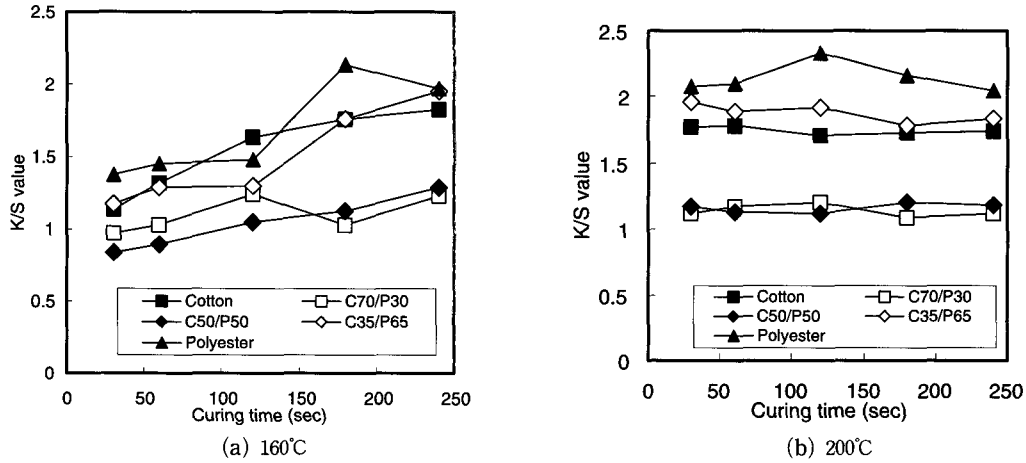 2.5
2
1.5
1
0.5
0
K/S value
Cotton
C70/P30
C50/P50
C35/P65
Polyester
0 50 100 150 200 250
Curing time (sec)
(a) 160℃
2.5
2
1.5
1
0.5
0
K/S value
Cotton
C70/P30
C50/P50
C35/P65
Polyester
0 50 100 150 200 250
Curing time (sec)
(b) 200℃